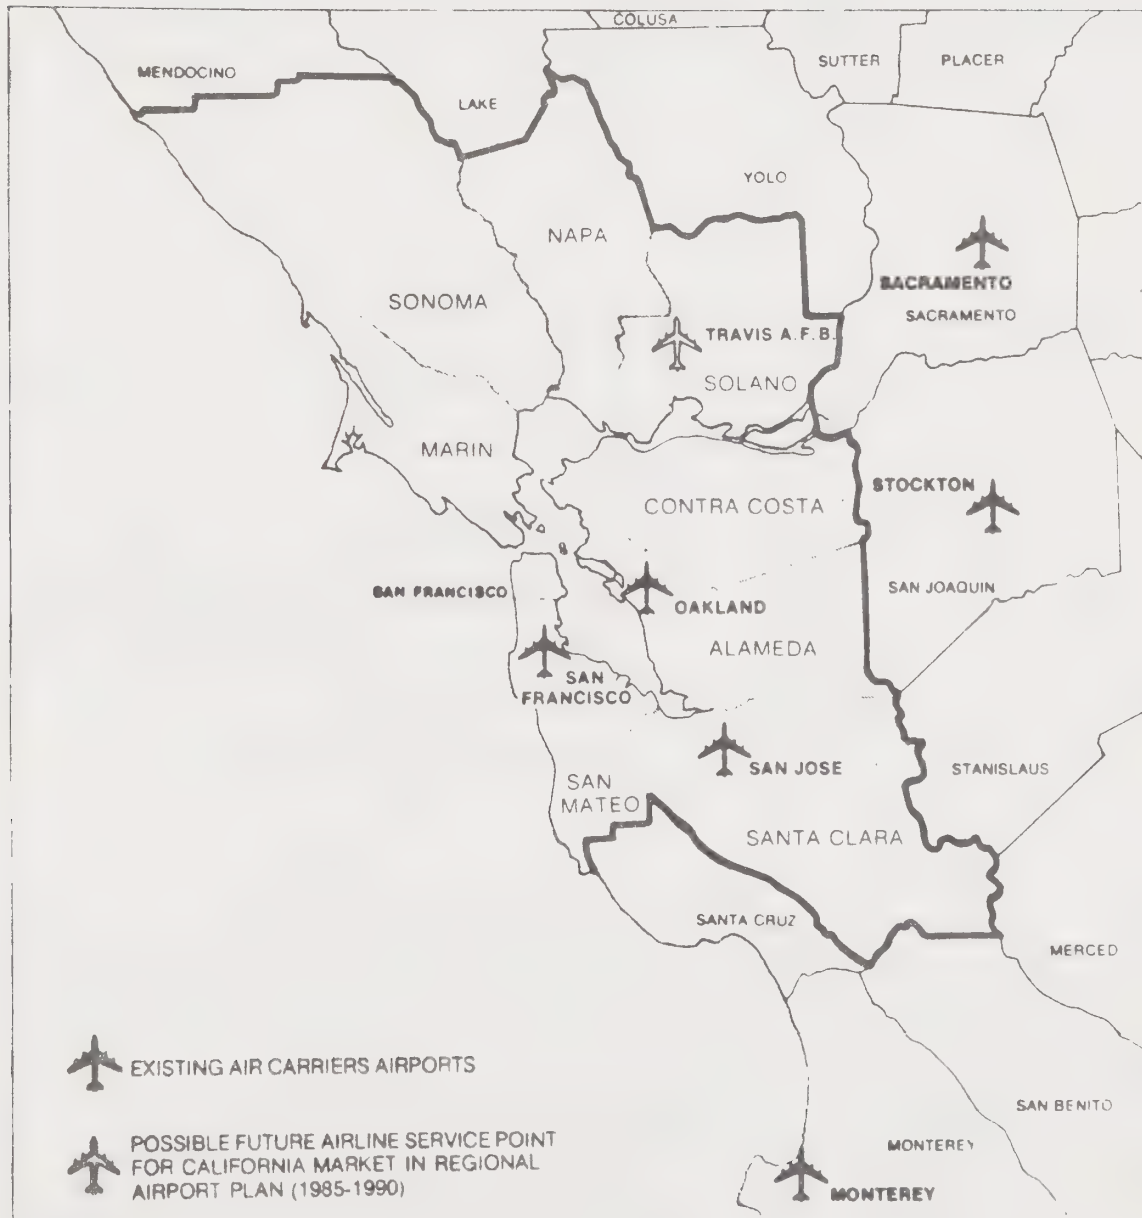 COLUSA
SUTTER
PLACER
MENDOCINO
LAKE
YOLO
NAPA
SACRAMENTO
SONOMA
SACRAMENTO
TRAVIS A.F.B.
SOLANO
MARIN
STOCKTON
CONTRA COSTA
SAN FRANCISCO
OAKLAND
SAN JOAQUIN
ALAMEDA
SAN
FRANCISCO
SAN JOSE
STANISLAUS
SAN
MATEO
SANTA CLARA
SANTA CRUZ
MERCED
EXISTING AIR CARRIERS AIRPORTS
SAN BENITO
POSSIBLE FUTURE AIRLINE SERVICE POINT
FOR CALIFORNIA MARKET IN REGIONAL
AIRPORT PLAN (1985-1990)
MONTEREY
MONTEREY